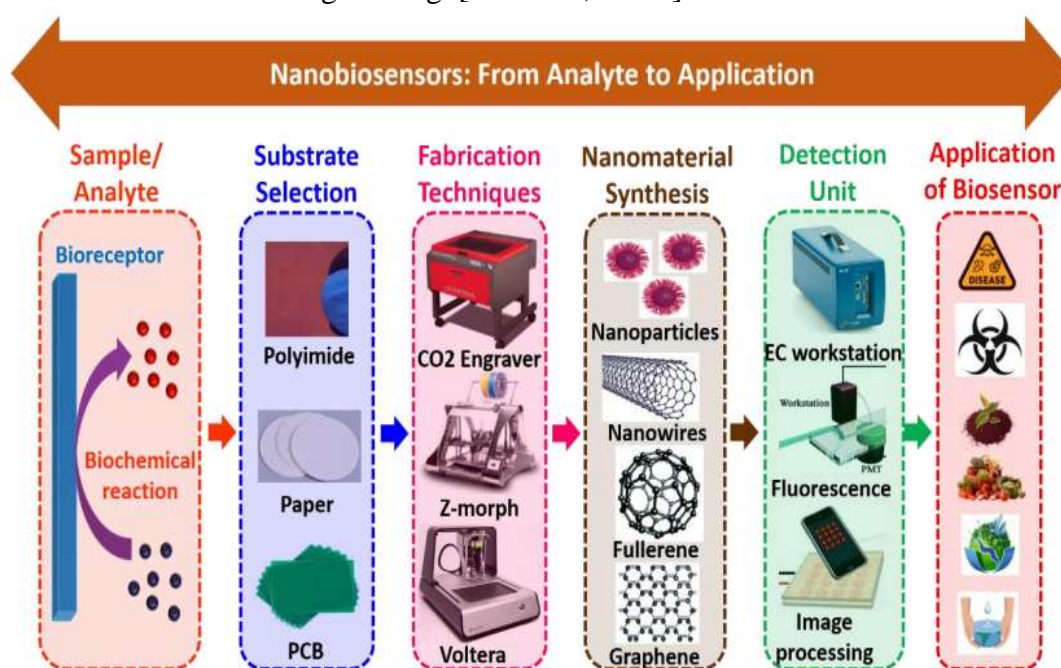 Nanobiosensors: From Analyte to Application
Sample/
Analyte
Bioreceptor
Biochemical
reaction
Substrate
Selection
Polyimide
Paper
PCB
Fabrication
Techniques
CO2 Engraver
Z-morph
Voltera
Nanomaterial
Synthesis
Nanoparticles
Nanowires
Fullerene
Graphene
Detection
Unit
EC workstation
Workstation
PMT
Fluorescence
Image
processing
Application
of Biosensor
DISEASE